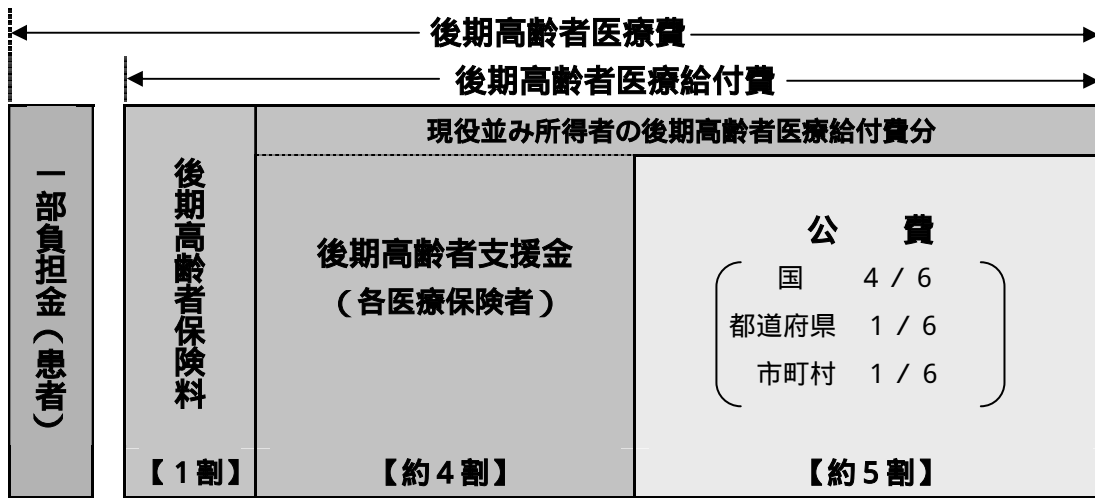 後期高齢者医療費
後期高齢者医療給付費
一部負担金(患者)
後期高齢者保険料
【1割】
現役並み所得者の後期高齢者医療給付費分
後期高齢者支援金
(各医療保険者)
【約4割】
公 費
国 4/6
都道府県 1/6
市町村 1/6
【約5割】